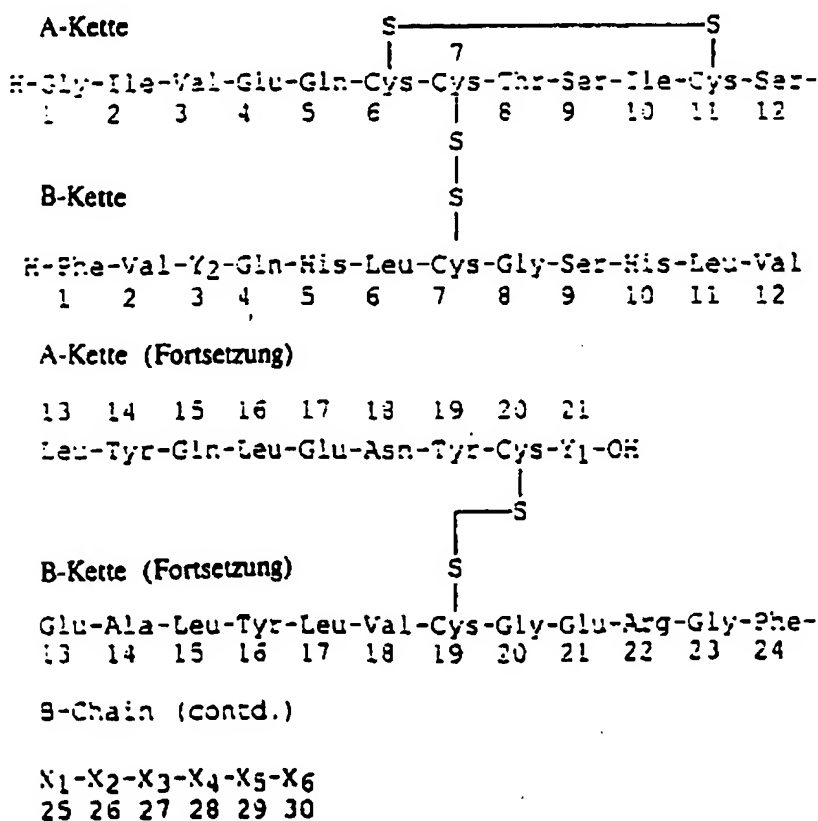 A-Kette
S S
7
H-Gly-Ile-Val-Glu-Gln-Cys-Cys-Thr-Ser-Ile-Cys-Ser-
1 2 3 4 5 6 8 9 10 11 12
S
S
B-Kette
H-Phe-Val-Y2-Gln-His-Leu-Cys-Gly-Ser-His-Leu-Val
1 2 3 4 5 6 7 8 9 10 11 12
A-Kette (Fortsetzung)
13 14 15 16 17 18 19 20 21
Leu-Tyr-Gln-Leu-Glu-Asn-Tyr-Cys-Y1-OH
S
S
B-Kette (Fortsetzung)
Glu-Ala-Leu-Tyr-Leu-Val-Cys-Gly-Glu-Arg-Gly-Phe-
13 14 15 16 17 18 19 20 21 22 23 24
B-Chain (contd.)
X1-X2-X3-X4-X5-X6
25 26 27 28 29 30